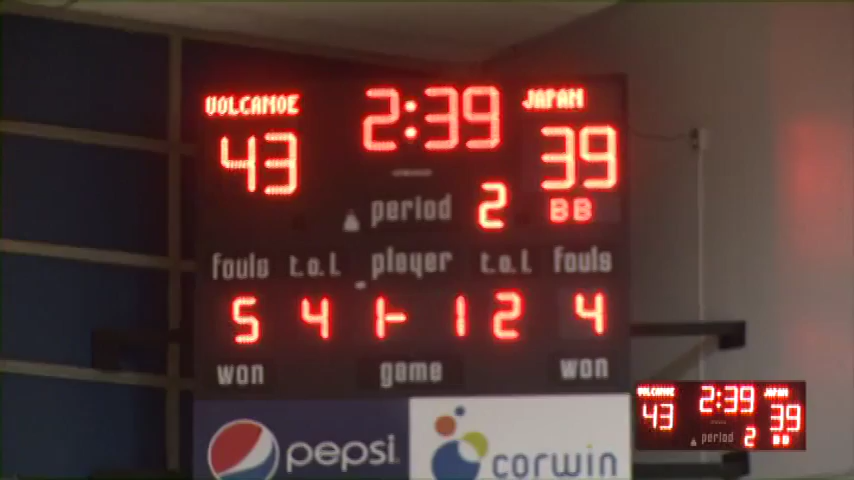 VOLCANOE 2:39 JAPAN
43 39
period 2 BB
fouls t.o.l player t.o.l fouls
5 4 1- 1 2 4
won game won
pepsi corwin
VOLCANOE 2:39 JAPAN
43 39
period 2 BB